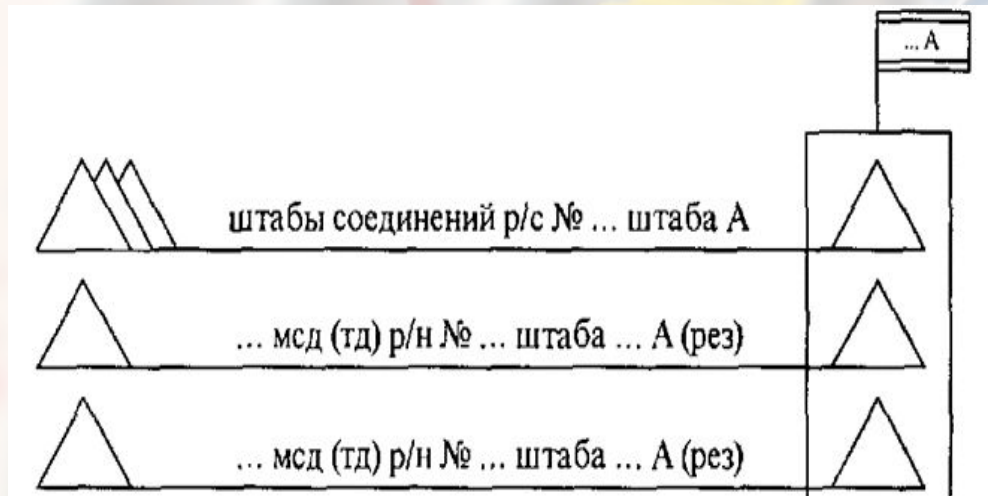 ... А
штабы соединений р/с № ... штаба А
... мсд (тд) р/н № ... штаба ... А (рез)
... мсд (тд) р/н № ... штаба ... А (рез)